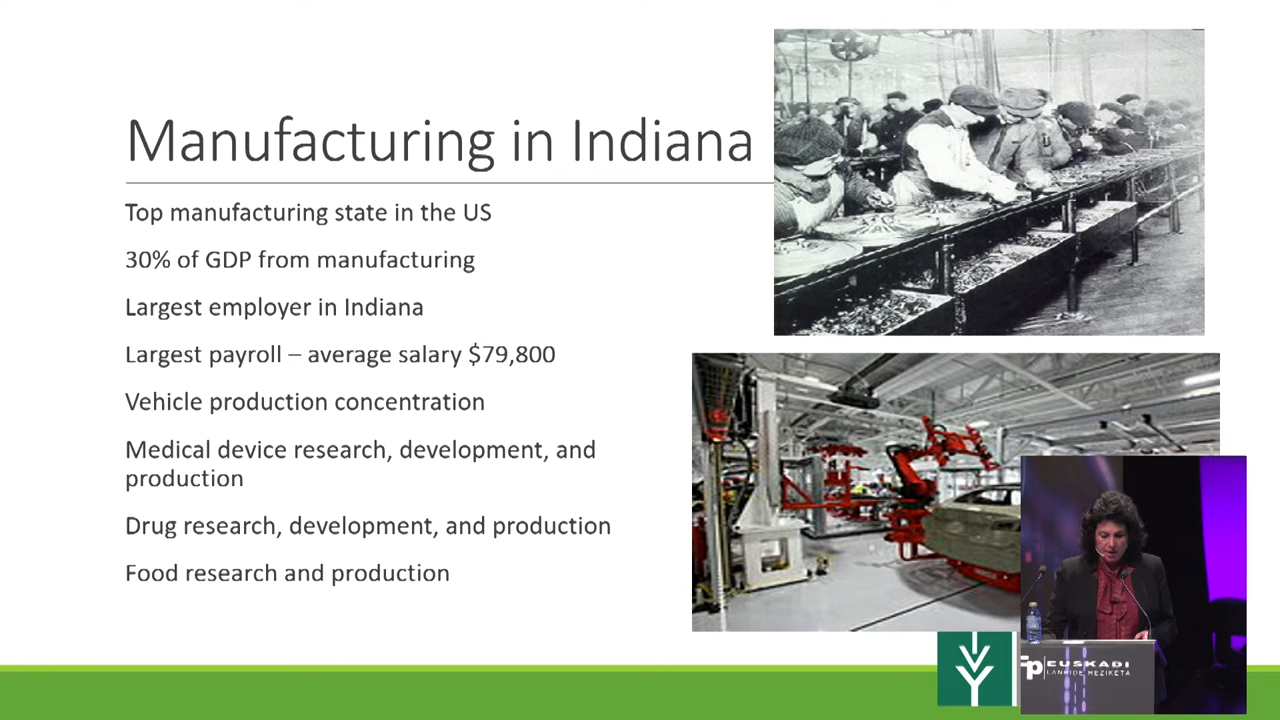 Manufacturing in Indiana
Top manufacturing state in the US
30% of GDP from manufacturing
Largest employer in Indiana
Largest payroll – average salary $79,800
Vehicle production concentration
Medical device research, development, and
production
Drug research, development, and production
Food research and production
fp EUSKADI
LANBIDE HEZIKETA